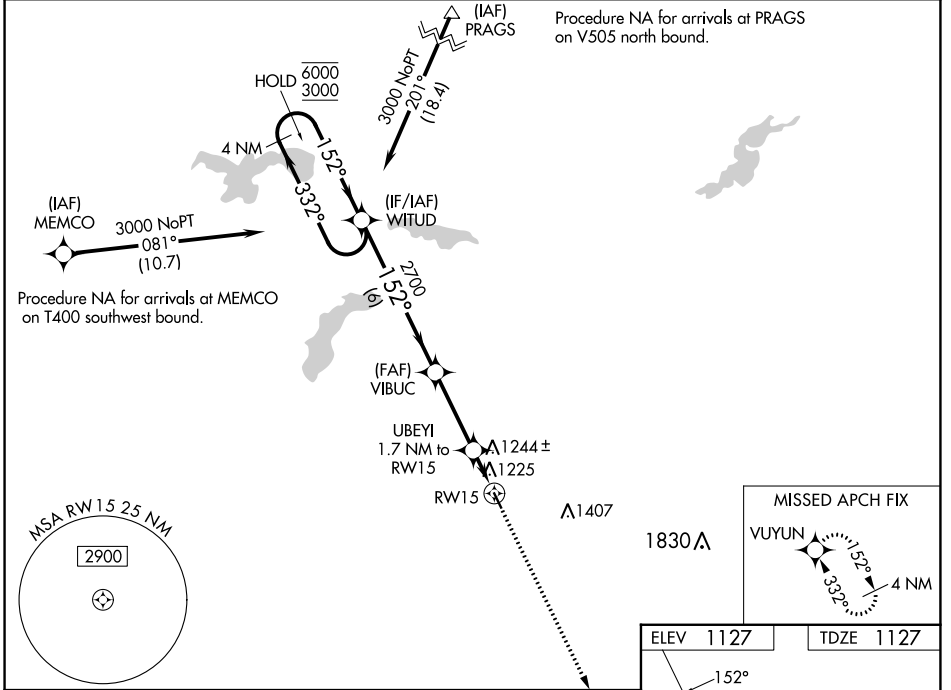 (IAF)
PRAGS
Procedure NA for arrivals at PRAGS
on V505 north bound.
HOLD 6000
3000
3000 NoPT
201°
(18.4)
4 NM
152°
332°
(IF/IAF)
WITUD
(IAF)
MEMCO
3000 NoPT
081°
(10.7)
Procedure NA for arrivals at MEMCO
on T400 southwest bound.
2700
152°
(6)
(FAF)
VIBUC
UBEYI
1.7 NM to
RW15
1244 ±
1225
RW15
1407
1830
MSA RW15 25 NM
2900
MISSED APCH FIX
VUYUN
152°
332°
4 NM
ELEV 1127
TDZE 1127
152°